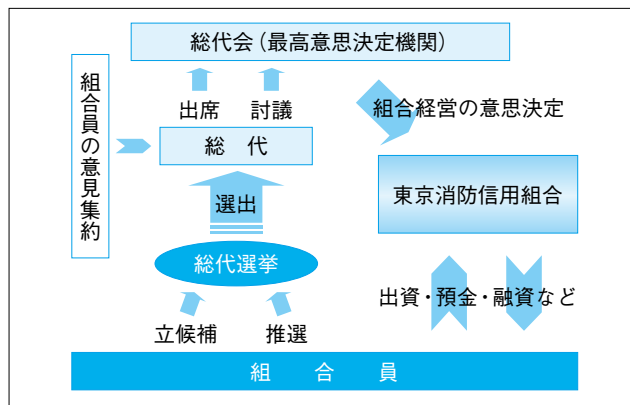 総代会（最高意思決定機関）
出席
討議
組合経営の意思決定
組合員の意見集約
総　代
選出
東京消防信用組合
総代選挙
出資・預金・融資など
立候補
推選
組　合　員